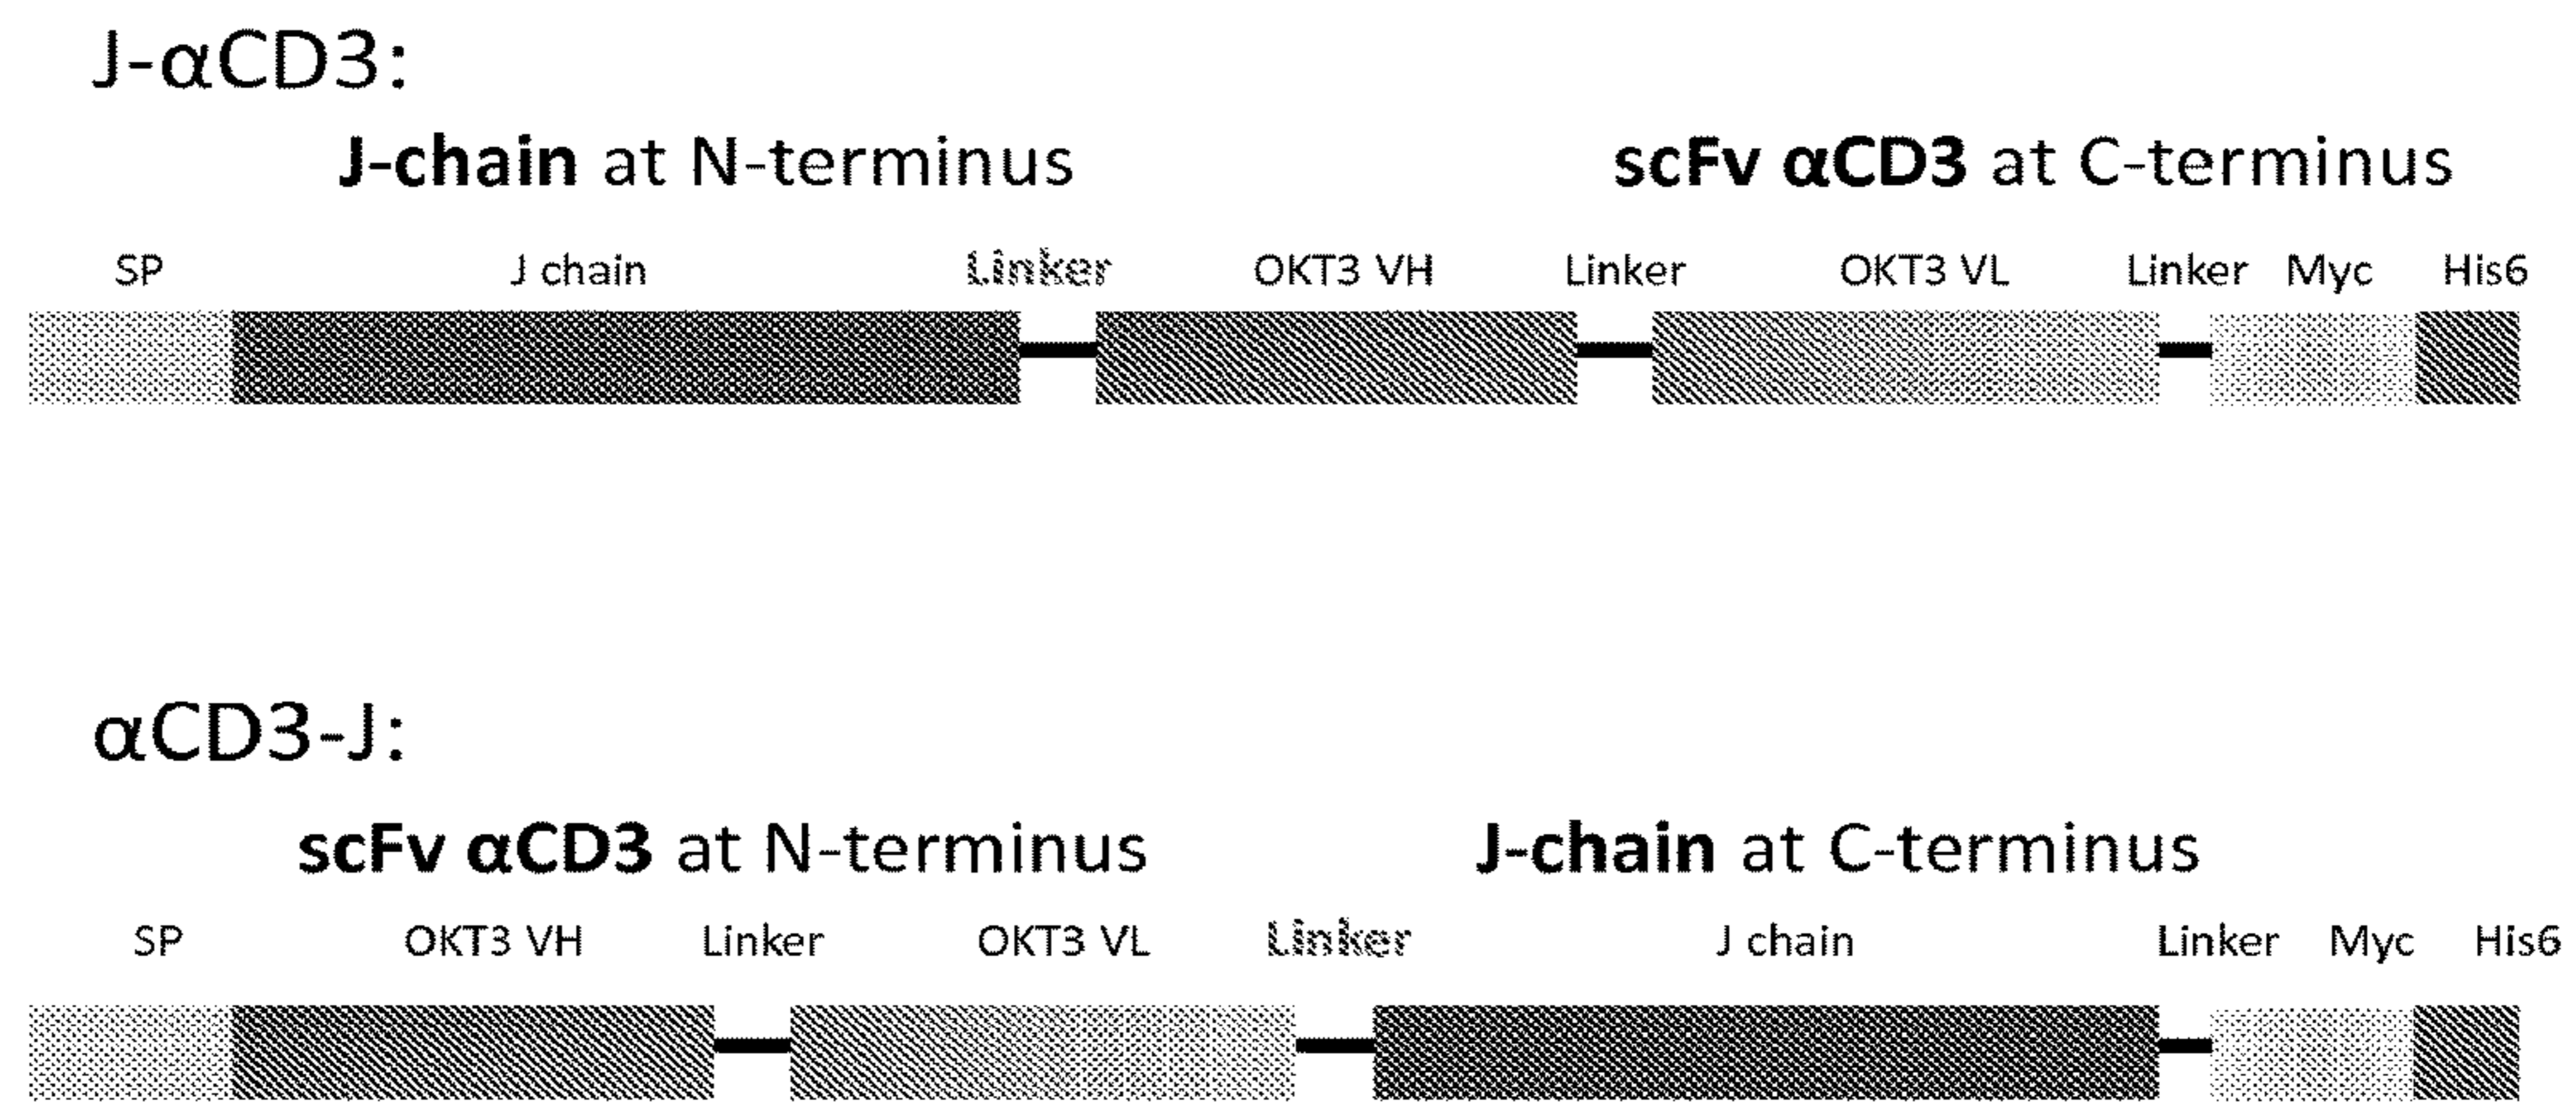 J-αCD3:
J-chain at N-terminus scFv αCD3 at C-terminus
SP J chain Linker OKT3 VH Linker OKT3 VL Linker Myc His6
αCD3-J:
scFv αCD3 at N-terminus J-chain at C-terminus
SP OKT3 VH Linker OKT3 VL Linker J chain Linker Myc His6